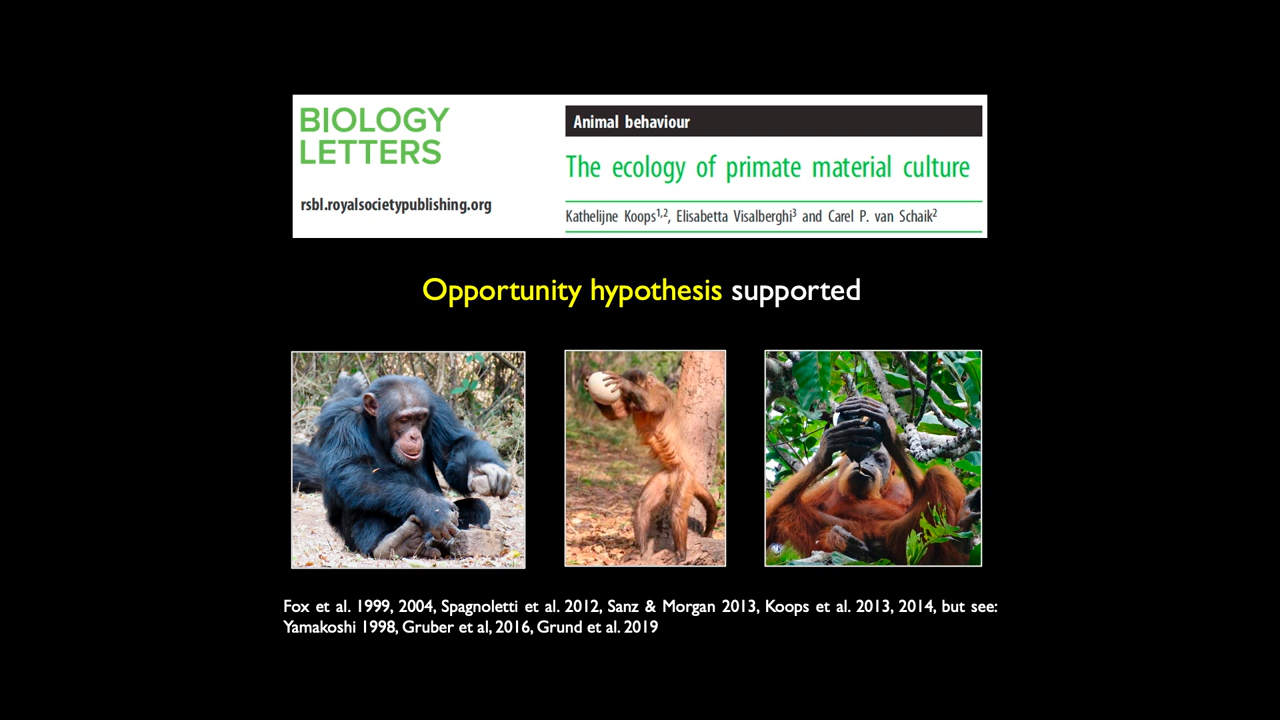 BIOLOGY
LETTERS
rsbl.royalsocietypublishing.org
Animal behaviour
The ecology of primate material culture
Kathelijne Koops1,2, Elisabetta Visalberghi3 and Carel P. van Schaik2
Opportunity hypothesis supported
Fox et al. 1999, 2004, Spagnoletti et al. 2012, Sanz & Morgan 2013, Koops et al. 2013, 2014, but see:
Yamakoshi 1998, Gruber et al, 2016, Grund et al. 2019